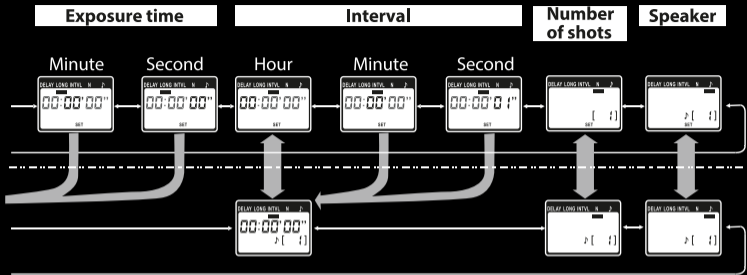 Exposure time
Interval
Number
of shots
Speaker
Minute
Second
Hour
Minute
Second
DELAY LONG INTVL N ♪
00:00'00"
SET
DELAY LONG INTVL N ♪
00:00'00"
SET
DELAY LONG INTVL N ♪
00:00'00"
SET
DELAY LONG INTVL N ♪
00:00'00"
SET
DELAY LONG INTVL N ♪
00:00'01"
SET
DELAY LONG INTVL N ♪
[ 1]
SET
DELAY LONG INTVL N ♪
♪[ 1]
SET
DELAY LONG INTVL N ♪
00:00'00"
♪[ 1]
DELAY LONG INTVL N ♪
♪[ 1]
DELAY LONG INTVL N ♪
♪[ 1]